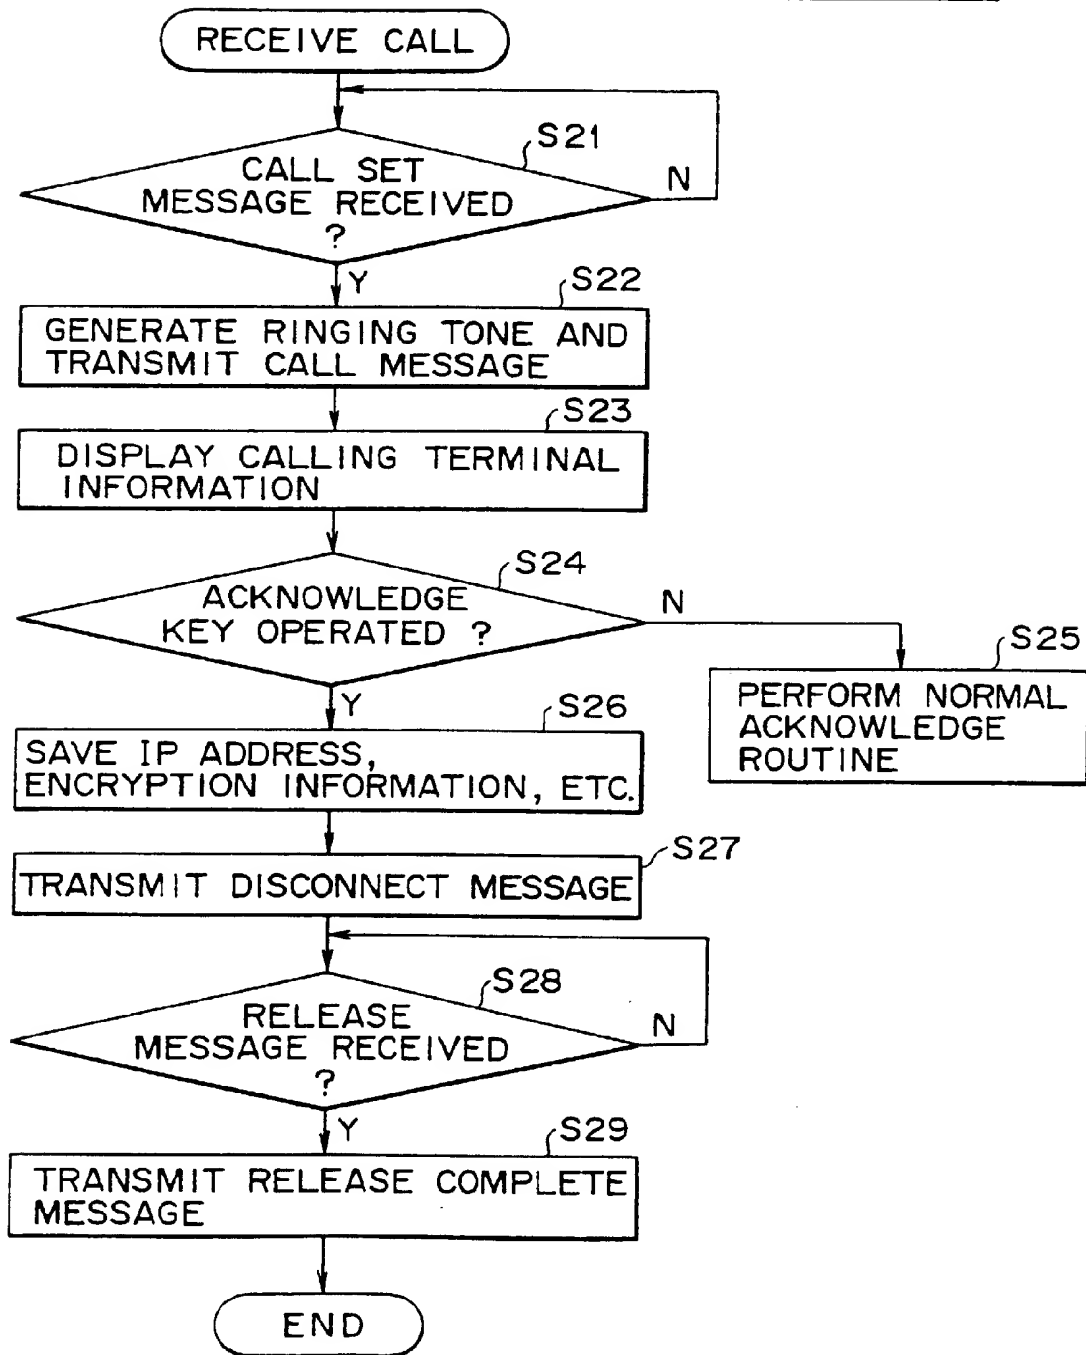 RECEIVE CALL
S21
CALL SET
MESSAGE RECEIVED
?
N
Y
S22
GENERATE RINGING TONE AND
TRANSMIT CALL MESSAGE
S23
DISPLAY CALLING TERMINAL
INFORMATION
S24
ACKNOWLEDGE
KEY OPERATED ?
N
S25
PERFORM NORMAL
ACKNOWLEDGE
ROUTINE
Y
S26
SAVE IP ADDRESS,
ENCRYPTION INFORMATION, ETC.
S27
TRANSMIT DISCONNECT MESSAGE
S28
RELEASE
MESSAGE RECEIVED
?
N
Y
S29
TRANSMIT RELEASE COMPLETE
MESSAGE
END